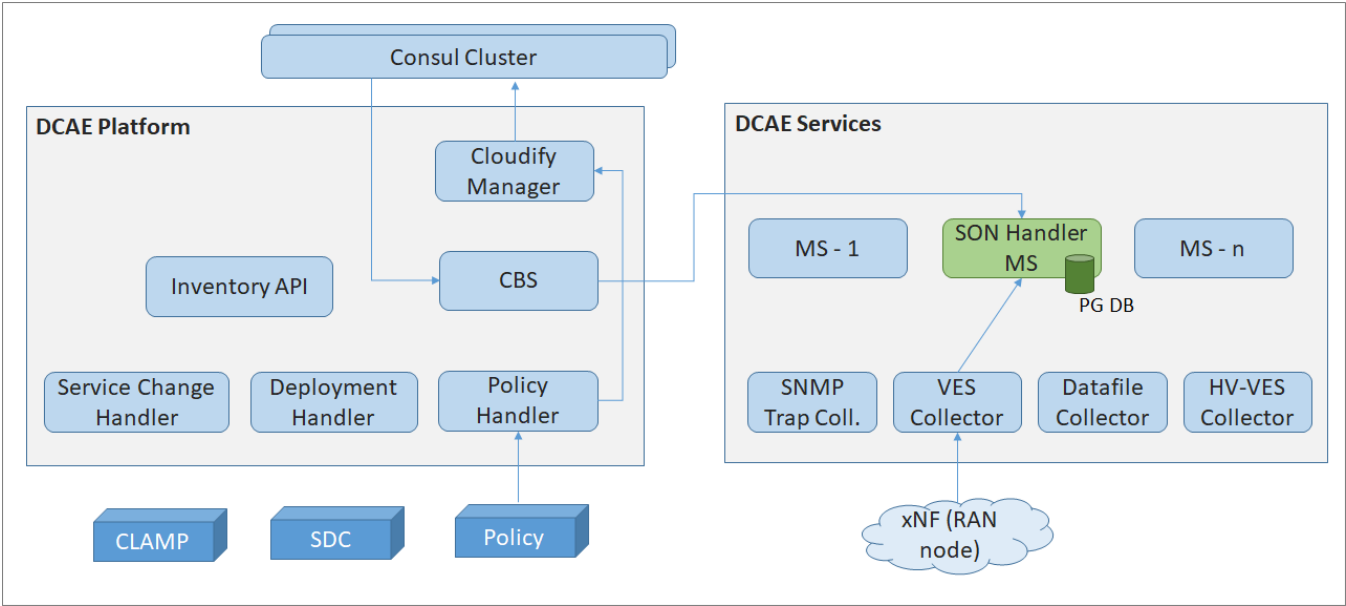 Consul Cluster
DCAE Platform
Cloudify
Manager
Inventory API
CBS
Service Change
Handler
Deployment
Handler
Policy
Handler
CLAMP
SDC
Policy
DCAE Services
MS - 1
SON Handler
MS
PG DB
MS - n
SNMP
Trap Coll.
VES
Collector
Datafile
Collector
HV-VES
Collector
xNF (RAN
node)